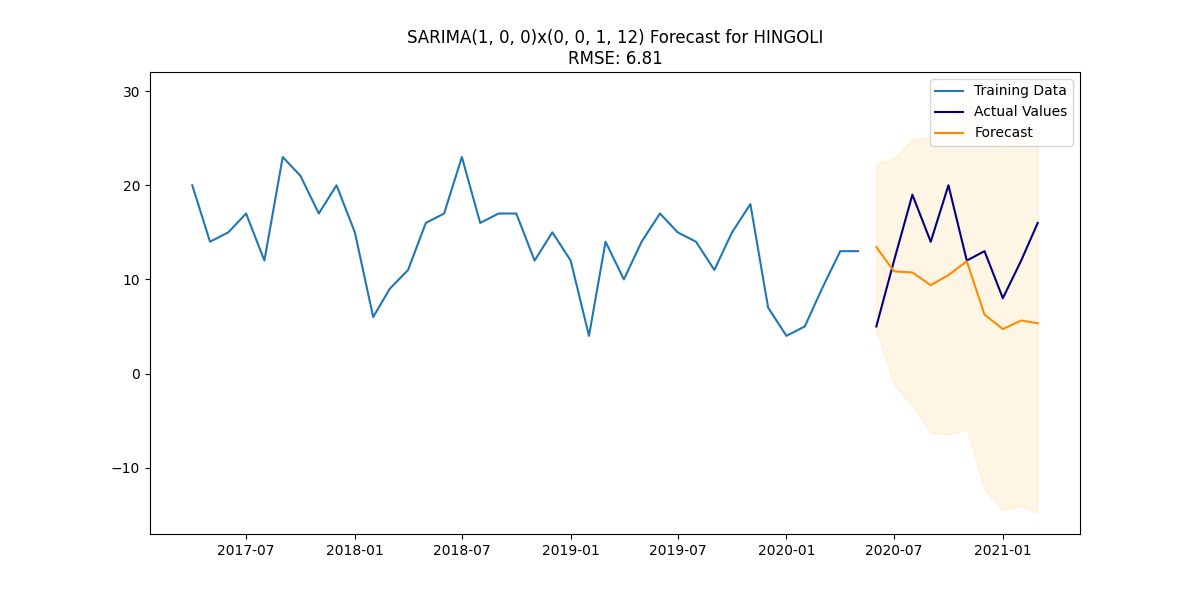 SARIMA(1, 0, 0)x(0, 0, 1, 12) Forecast for HINGOLI
RMSE: 6.81
Training Data
Actual Values
Forecast
30
20
10
0
−10
2017-07
2018-01
2018-07
2019-01
2019-07
2020-01
2020-07
2021-01